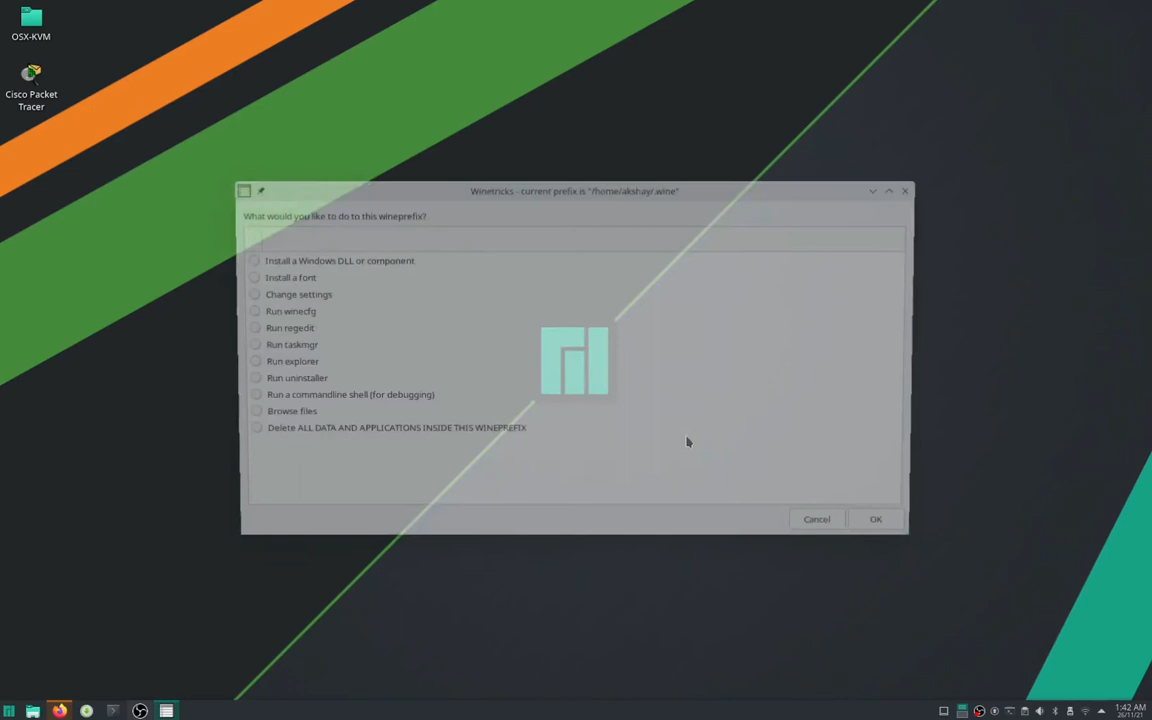 OSX-KVM
Cisco Packet
Tracer
Winetricks - current prefix is "/home/akshay/.wine"
What would you like to do to this wineprefix?
Install a Windows DLL or component
Install a font
Change settings
Run winecfg
Run regedit
Run taskmgr
Run explorer
Run uninstaller
Run a commandline shell (for debugging)
Browse files
Delete ALL DATA AND APPLICATIONS INSIDE THIS WINEPREFIX
Cancel
OK
1:42 AM
26/11/21